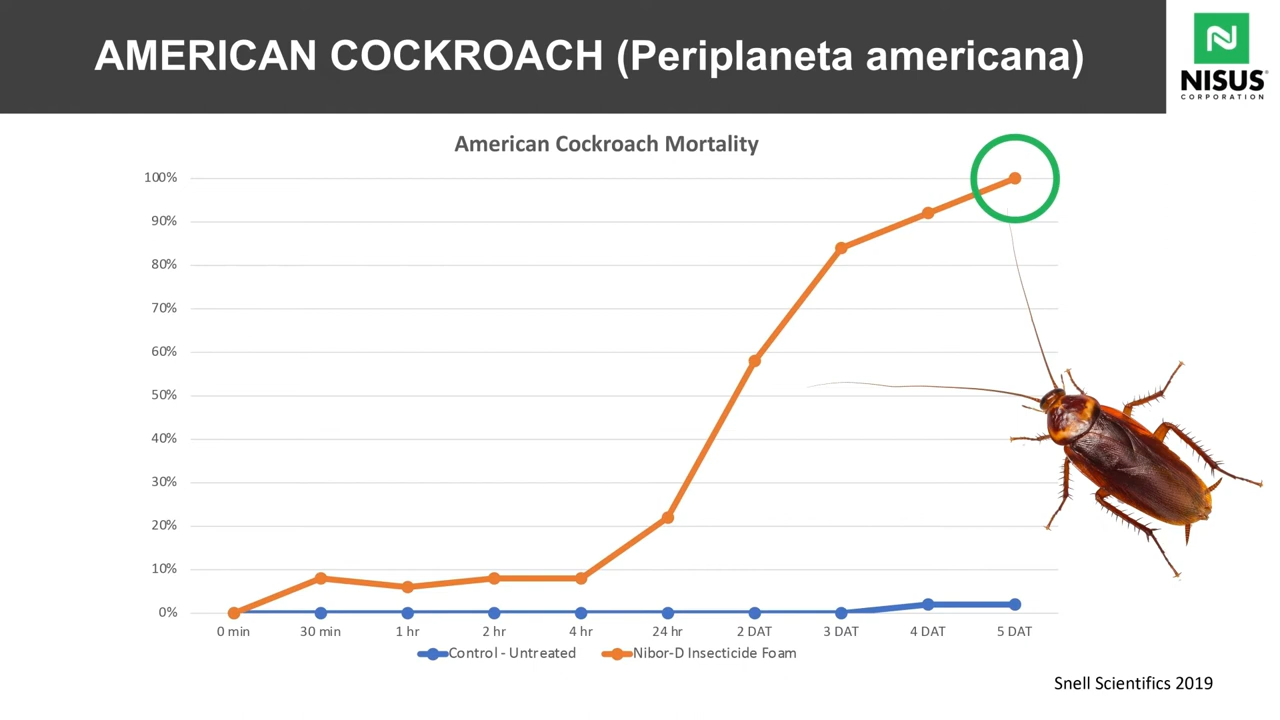 AMERICAN COCKROACH (Periplaneta americana)
NISUS®
CORPORATION
American Cockroach Mortality
100%
90%
80%
70%
60%
50%
40%
30%
20%
10%
0%
0 min 30 min 1 hr 2 hr 4 hr 24 hr 2 DAT 3 DAT 4 DAT 5 DAT
Control - Untreated Nibor-D Insecticide Foam
Snell Scientifics 2019